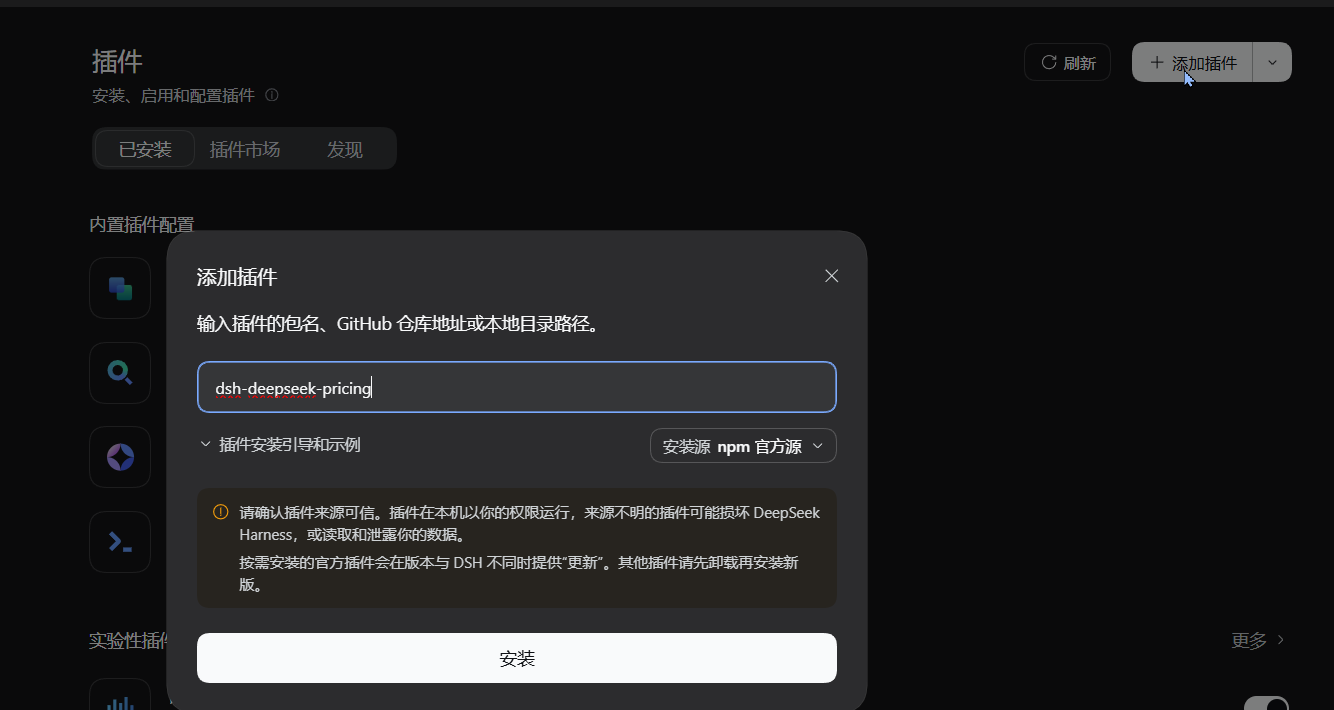 插件
刷新
添加插件
安装、启用和配置插件
已安装
插件市场
发现
内置插件配置
添加插件
输入插件的包名、GitHub 仓库地址或本地目录路径。
dsh-deepseek-pricing
插件安装引导和示例
安装源 npm 官方源
请确认插件来源可信。插件在本机以你的权限运行，来源不明的插件可能损坏 DeepSeek
Harness，或读取和泄露你的数据。
按需安装的官方插件会在版本与 DSH 不同时提供“更新”。其他插件请先卸载再安装新
版。
实验性插件
更多
安装